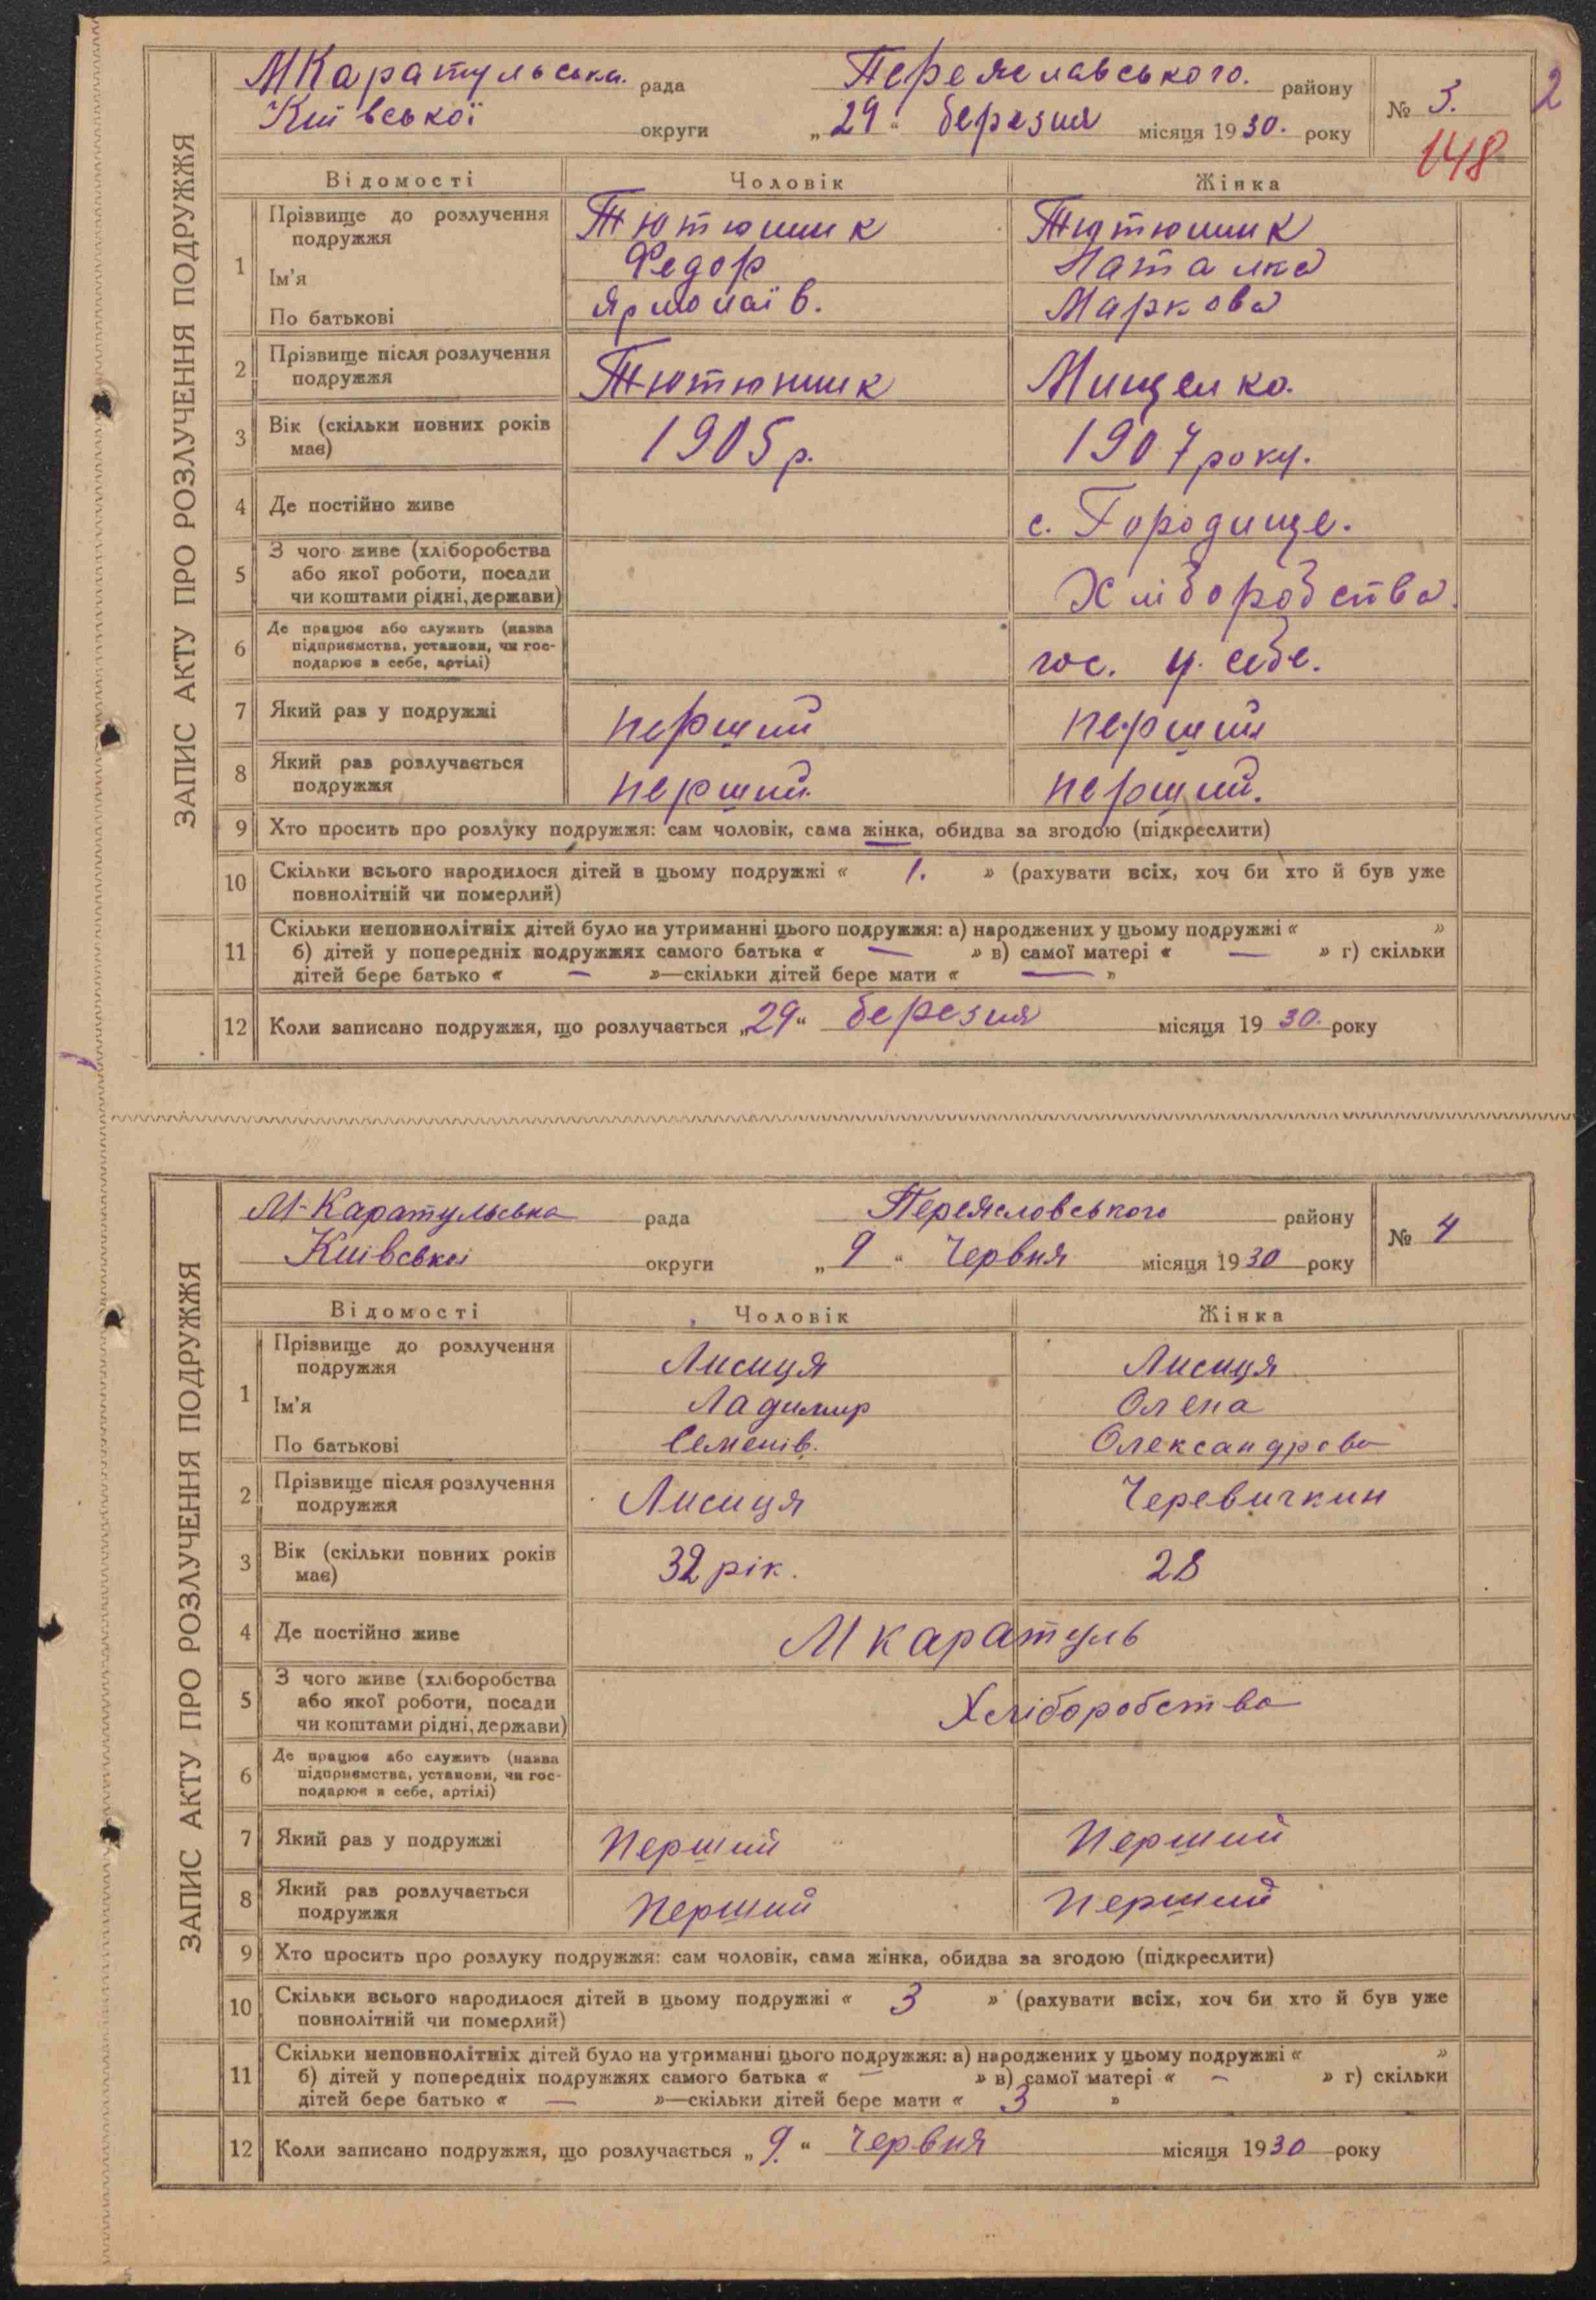 ЗАПИС АКТУ ПРО РОЗЛУЧЕННЯ ПОДРУЖЖЯ
2
МКаратульська. рада Переяславського. району № 3.
Київської округи „29“ березня місяця 1930. року
148
Відомості Чоловік Жінка
1 Прізвище до розлучення подружжя Тютюник Тютюник
Ім'я Федор Наталка
По батькові Ярмолаїв. Маркова
2 Прізвище після розлучення подружжя Тютюник Мищенко.
3 Вік (скільки повних років має) 1905 р. 1907 року.
4 Де постійно живе с. Городище.
5 З чого живе (хліборобства
або якої роботи, посади
чи коштами рідні, держави) Хліборобства.
6 Де працює або служить (назва
підприємства, установи, чи гос-
подарює в себе, артілі) гос. у себе.
7 Який раз у подружжі перший перший
8 Який раз розлучається подружжя перший. перший.
9 Хто просить про розлуку подружжя: сам чоловік, сама жінка, обидва за згодою (підкреслити)
10 Скільки всього народилося дітей в цьому подружжі « 1. » (рахувати всіх, хоч би хто й був уже
повнолітній чи померлий)
11 Скільки неповнолітніх дітей було на утриманні цього подружжя: а) народжених у цьому подружжі « »
б) дітей у попередніх подружжях самого батька « — » в) самої матері « — » г) скільки
дітей бере батько « — »—скільки дітей бере мати « — »
12 Коли записано подружжя, що розлучається „29“ березня місяця 1930. року
ЗАПИС АКТУ ПРО РОЗЛУЧЕННЯ ПОДРУЖЖЯ
М-Каратульська рада Переясловського району № 4
Київської округи „9“ Червня місяця 1930 року
Відомості Чоловік Жінка
1 Прізвище до розлучення подружжя Лисиця Лисиця
Ім'я Ладимир Олена
По батькові Семенів. Олександрова
2 Прізвище після розлучення подружжя Лисиця Черевичкин
3 Вік (скільки повних років має) 32 рік. 28
4 Де постійно живе М каратуль
5 З чого живе (хліборобства
або якої роботи, посади
чи коштами рідні, держави) Хліборобства
6 Де працює або служить (назва
підприємства, установи, чи гос-
подарює в себе, артілі)
7 Який раз у подружжі Перший Перший
8 Який раз розлучається подружжя Перший Перший
9 Хто просить про розлуку подружжя: сам чоловік, сама жінка, обидва за згодою (підкреслити)
10 Скільки всього народилося дітей в цьому подружжі « 3 » (рахувати всіх, хоч би хто й був уже
повнолітній чи померлий)
11 Скільки неповнолітніх дітей було на утриманні цього подружжя: а) народжених у цьому подружжі « »
б) дітей у попередніх подружжях самого батька « — » в) самої матері « — » г) скільки
дітей бере батько « — »—скільки дітей бере мати « 3 »
12 Коли записано подружжя, що розлучається „9.“ Червня місяця 1930 року